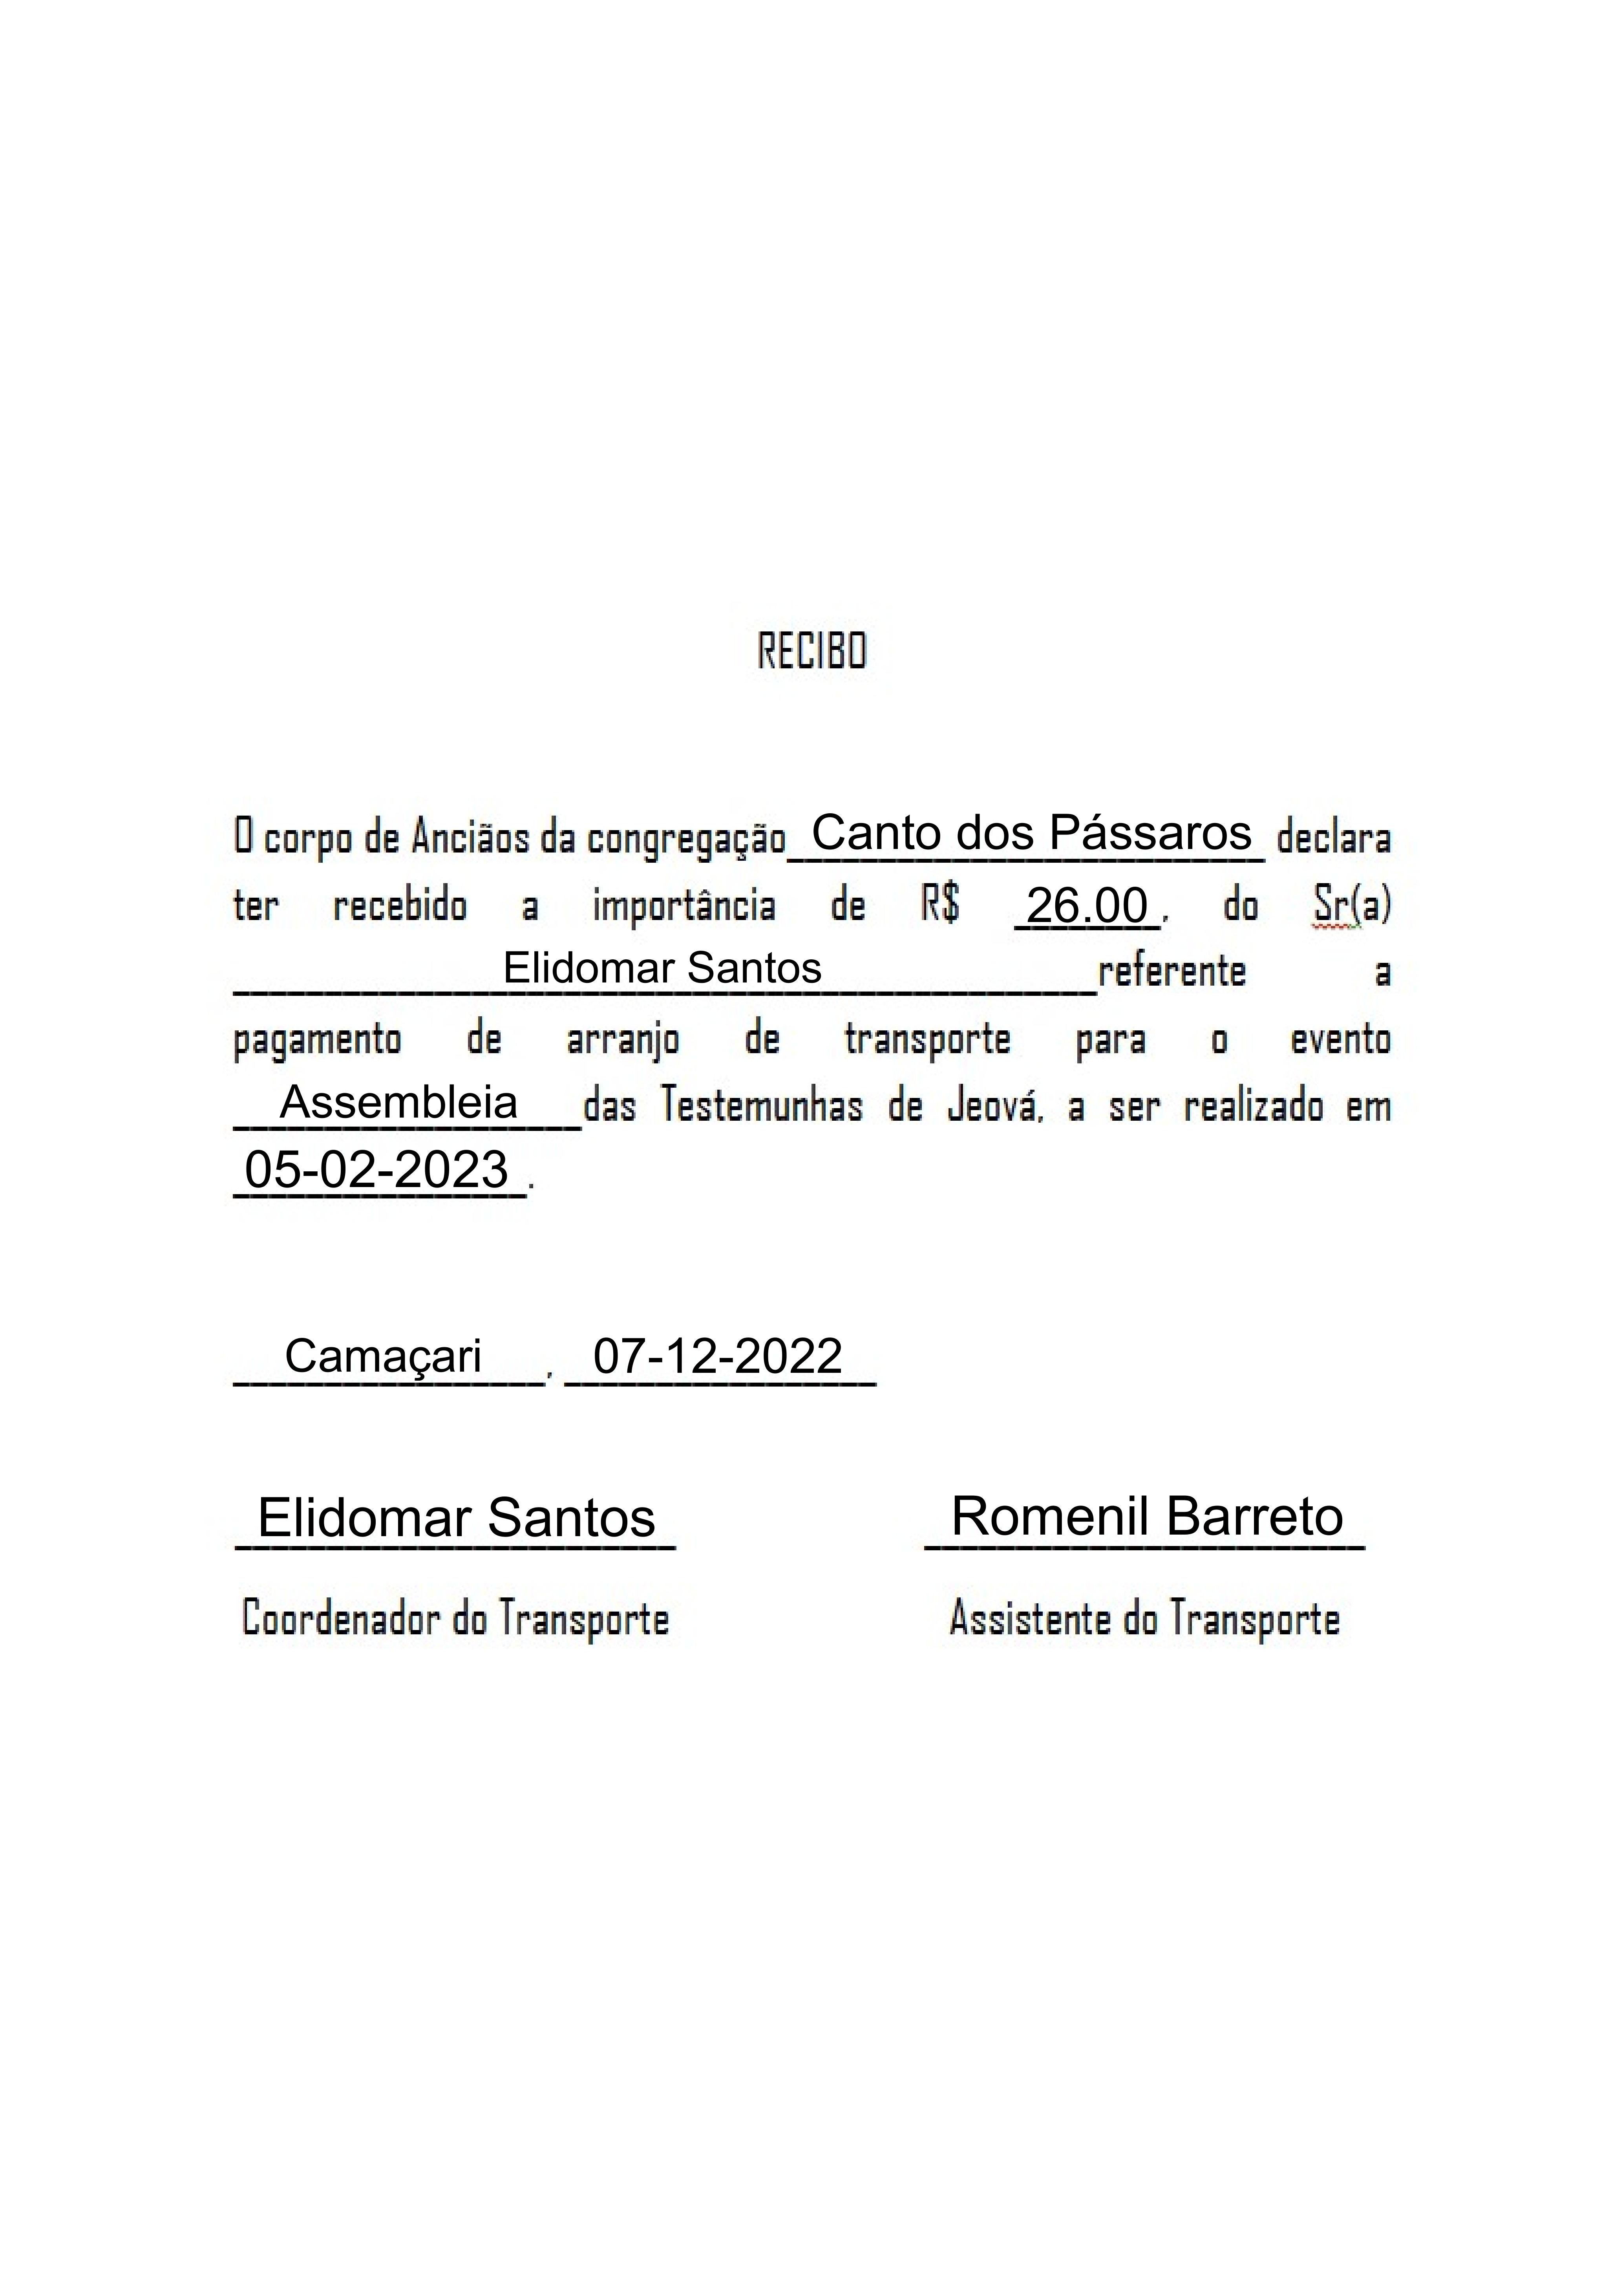 RECIBO
O corpo de Anciãos da congregação Canto dos Pássaros declara
ter recebido a importância de R$ 26.00, do Sr(a)
Elidomar Santos referente a
pagamento de arranjo de transporte para o evento
Assembleia das Testemunhas de Jeová, a ser realizado em
05-02-2023.
Camaçari, 07-12-2022
Elidomar Santos Romenil Barreto
Coordenador do Transporte Assistente do Transporte